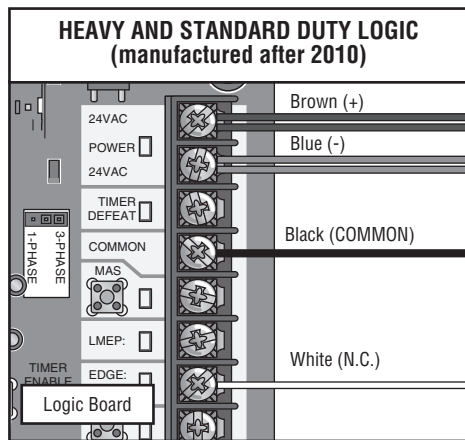 HEAVY AND STANDARD DUTY LOGIC
(manufactured after 2010)
24VAC
POWER
24VAC
TIMER
DEFEAT
COMMON
MAS
LMEP:
EDGE:
TIMER
ENABLE
1-PHASE
3-PHASE
Brown (+)
Blue (-)
Black (COMMON)
White (N.C.)
Logic Board